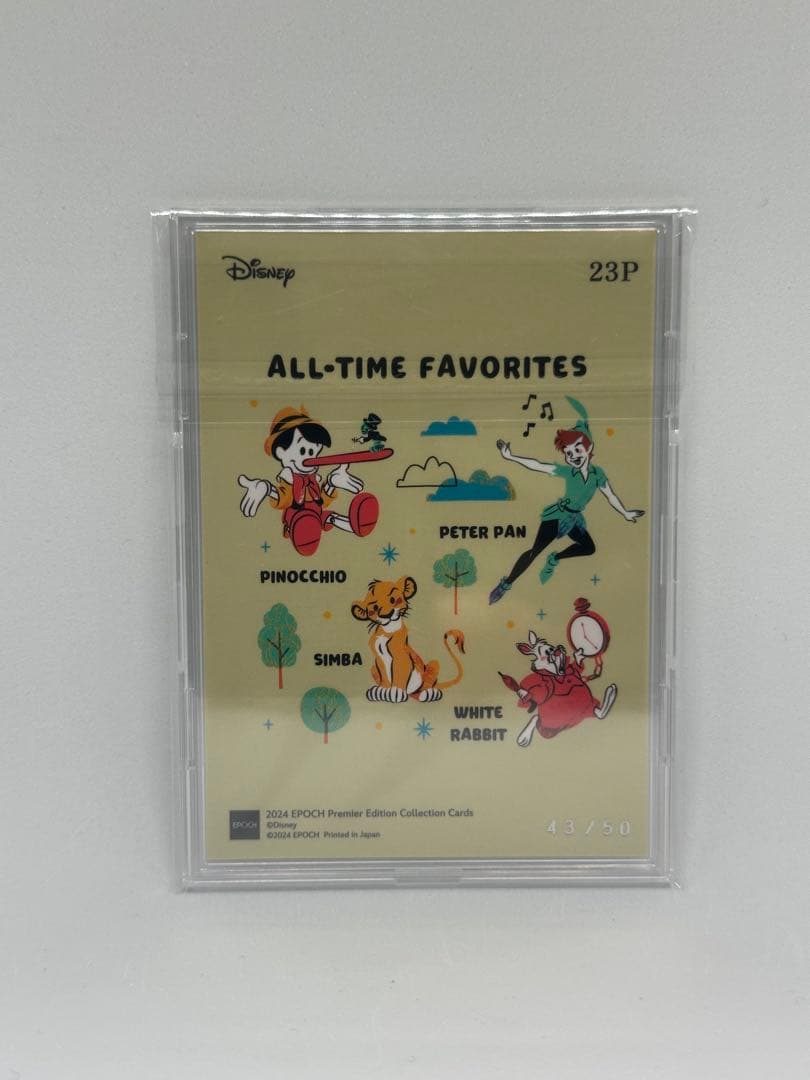 Disney
23P
ALL•TIME FAVORITES
PETER PAN
PINOCCHIO
SIMBA
WHITE
RABBIT
EPOCH
2024 EPOCH Premier Edition Collection Cards
©Disney
©2024 EPOCH Printed in Japan
43/50